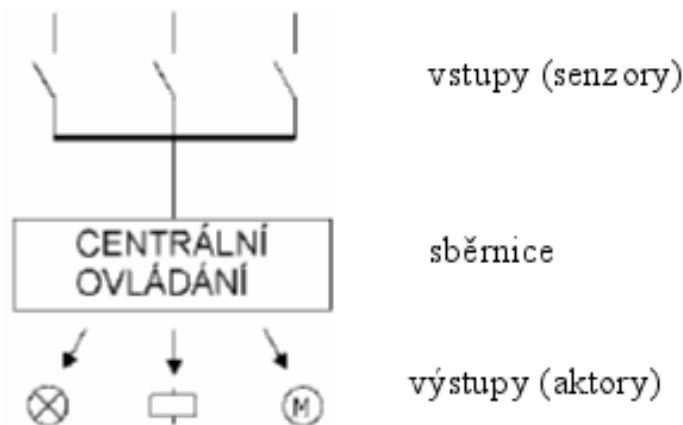 vstupy (senzory)
CENTRÁLNÍ
OVLÁDÁNÍ
sběrnice
výstupy (aktory)
M